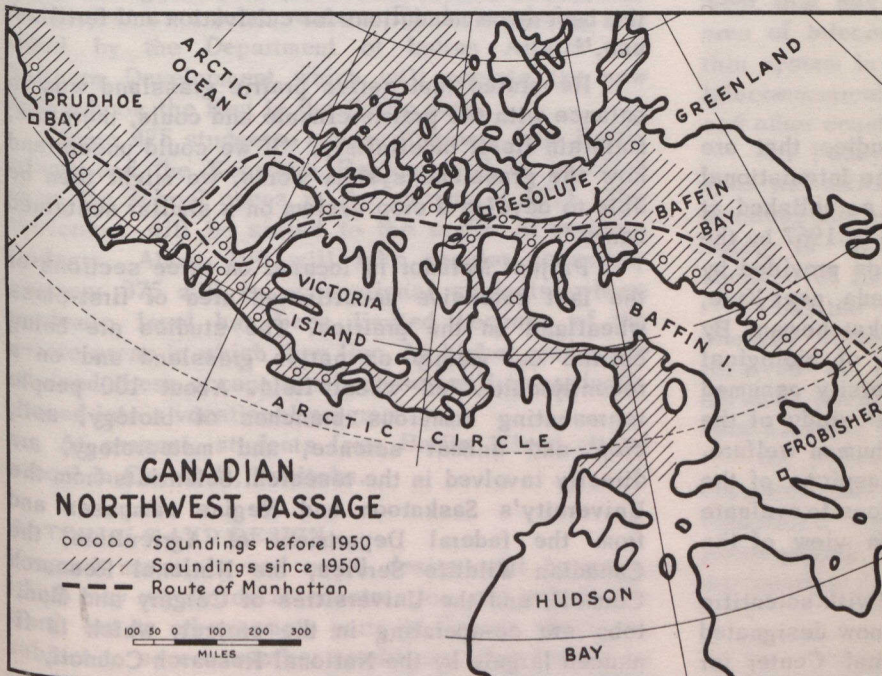 ARCTIC
OCEAN
GREENLAND
PRUDHOE
BAY
RESOLUTE
BAFFIN
BAY
VICTORIA
ISLAND
BAFFIN
ARCTIC CIRCLE
FROBISHER
CANADIAN
NORTHWEST PASSAGE
ooooo Soundings before 1950
Soundings since 1950
Route of Manhattan
100 50 0 100 200 300
MILES
HUDSON
BAY